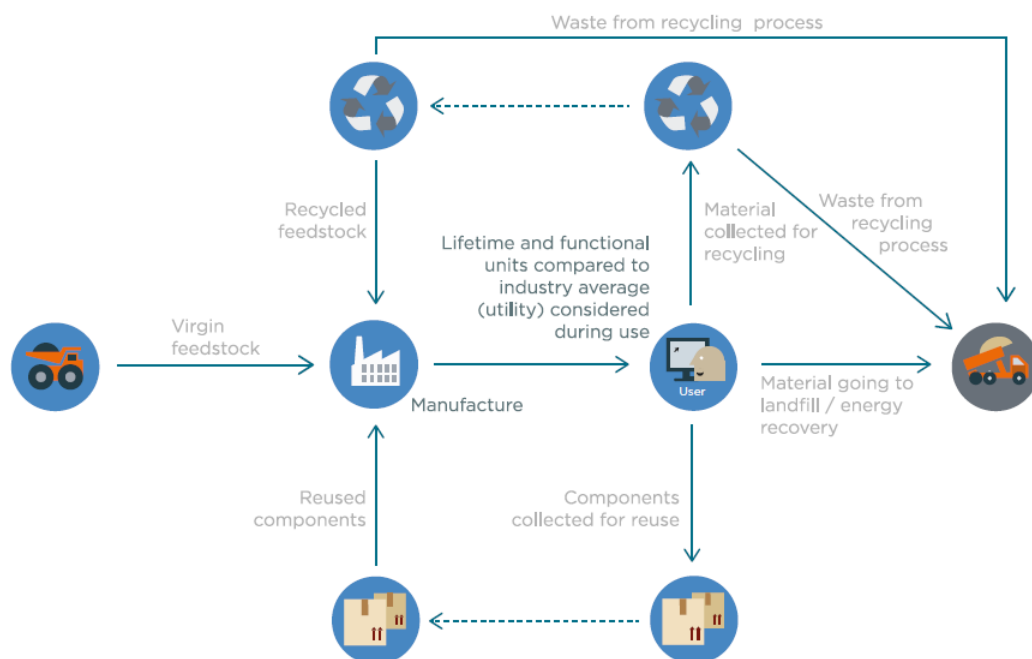 Waste from recycling process
Recycled
feedstock
Material
collected for
recycling
Waste from
recycling
process
Lifetime and functional
units compared to
industry average
(utility) considered
during use
Virgin
feedstock
User
Manufacture
Material going to
landfill / energy
recovery
Reused
components
Components
collected for reuse